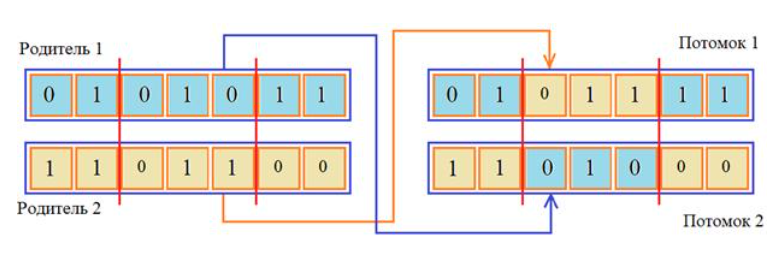 Родитель 1
Потомок 1
0 1 0 1 0 1 1
0 1 0 1 1 1 1
1 1 0 1 1 0 0
1 1 0 1 0 0 0
Родитель 2
Потомок 2